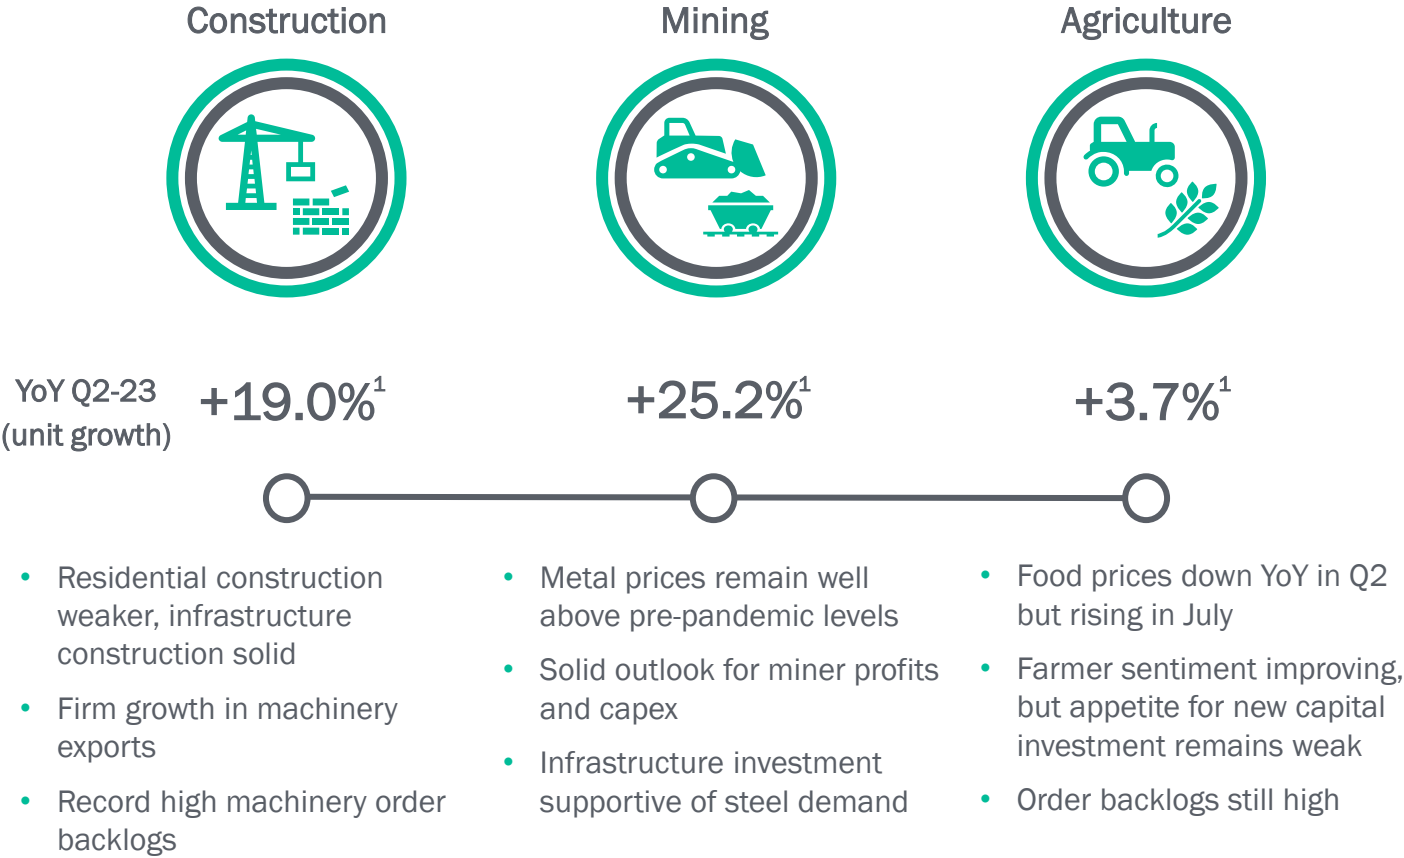 Construction
Mining
Agriculture
YoY Q2-23
(unit growth)
+19.0%¹
+25.2%¹
+3.7%¹
• Residential construction
weaker, infrastructure
construction solid
• Firm growth in machinery
exports
• Record high machinery order
backlogs
• Metal prices remain well
above pre-pandemic levels
• Solid outlook for miner profits
and capex
• Infrastructure investment
supportive of steel demand
• Food prices down YoY in Q2
but rising in July
• Farmer sentiment improving,
but appetite for new capital
investment remains weak
• Order backlogs still high